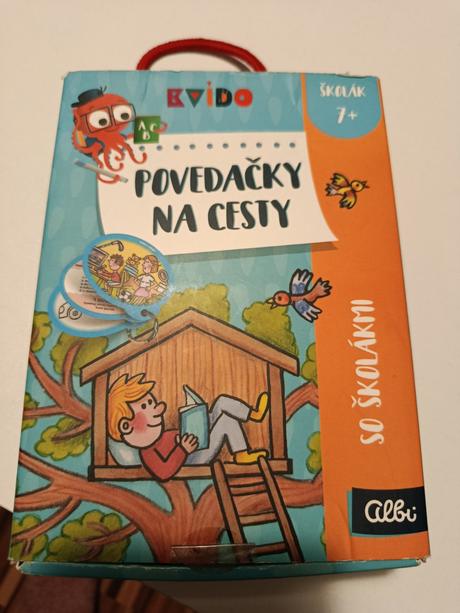 KVIDO
ŠKOLÁK
7+
A C
B
POVEDAČKY
NA CESTY
SO ŠKOLÁKMI
albi